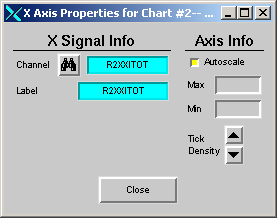 X Axis Properties for Chart #2-- ...
X Signal Info
Axis Info
Channel
R2XXITOT
Autoscale
Label
R2XXITOT
Max
Min
Tick
Density
Close